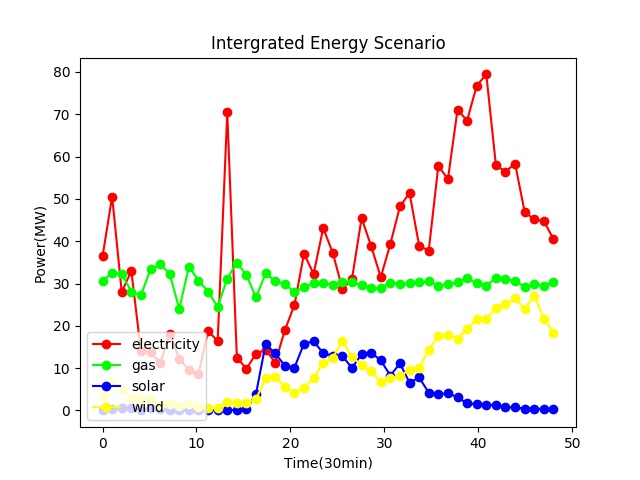 Intergrated Energy Scenario
Power(MW)
80
70
60
50
40
30
20
10
0
electricity
gas
solar
wind
0 10 20 30 40 50
Time(30min)